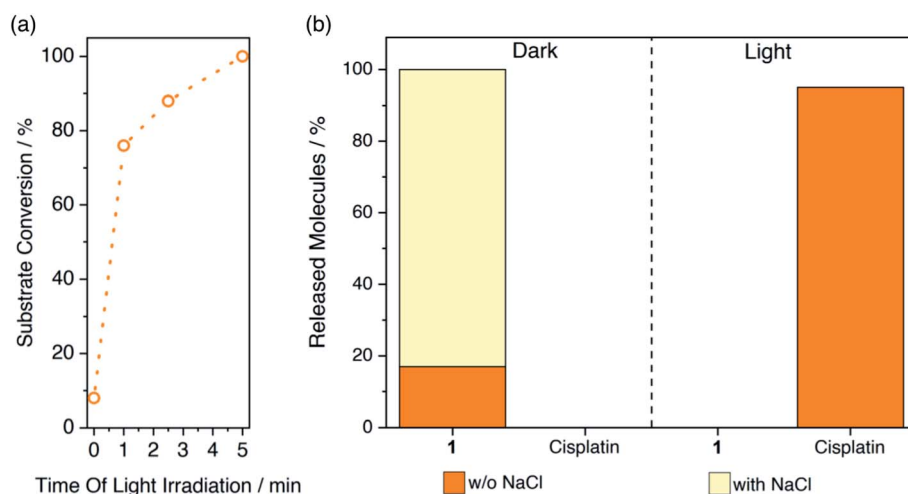 (a)
100
80
60
40
20
0
Substrate Conversion / %
0 1 2 3 4 5
Time Of Light Irradiation / min
(b)
Dark
Light
100
80
60
40
20
0
Released Molecules / %
1 Cisplatin 1 Cisplatin
w/o NaCl
with NaCl